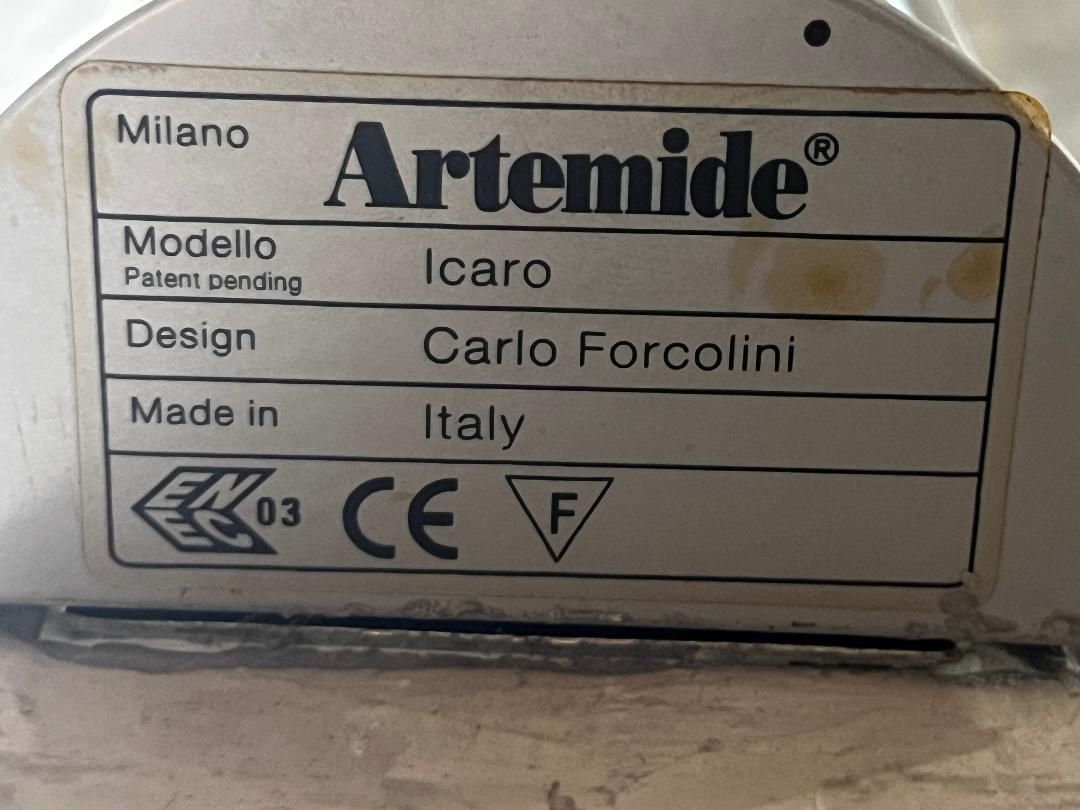 Milano Artemide®
Modello Icaro
Patent pending
Design Carlo Forcolini
Made in Italy
ENEC 03 CE F